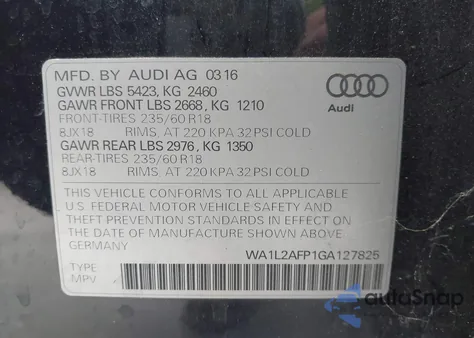 MFD. BY AUDI AG 03 16
GVWR LBS 5423, KG 2460
GAWR FRONT LBS 2668, KG 1210
FRONT-TIRES 235/60 R18
8JX18 RIMS, AT 220 KPA 32 PSI COLD
GAWR REAR LBS 2976, KG 1350
REAR-TIRES 235/60 R18
8JX18 RIMS, AT 220 KPA 32 PSI COLD
Audi
THIS VEHICLE CONFORMS TO ALL APPLICABLE
U.S. FEDERAL MOTOR VEHICLE SAFETY AND
THEFT PREVENTION STANDARDS IN EFFECT ON
THE DATE OF MANUFACTURE SHOWN ABOVE.
GERMANY
WA1L2AFP1GA127825
TYPE
MPV
autoSnap